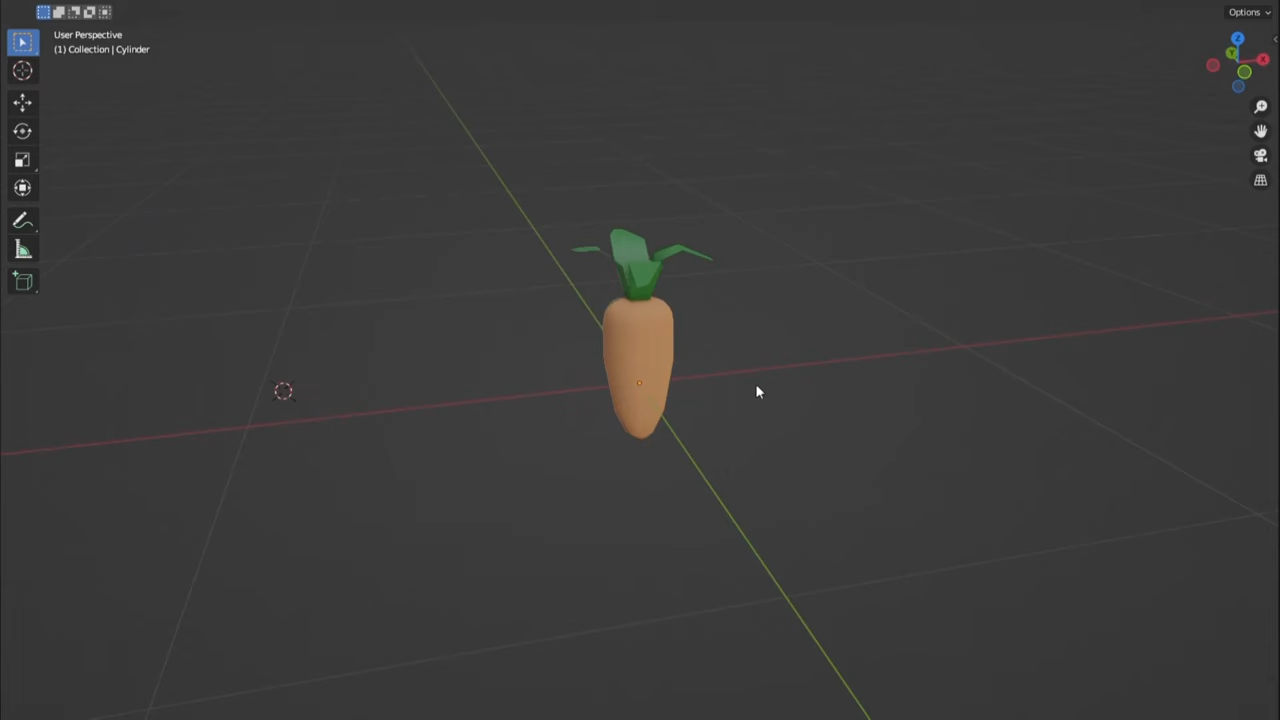 Options
User Perspective
(1) Collection | Cylinder
Z
Y
X